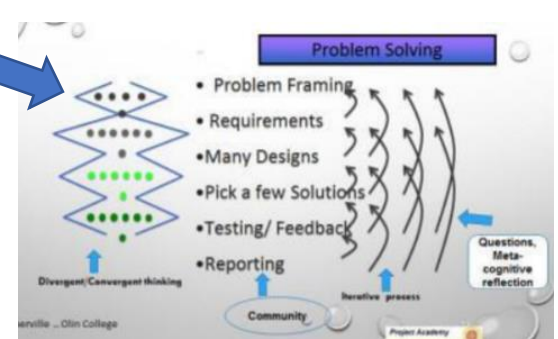 Problem Solving
• Problem Framing
• Requirements
•Many Designs
•Pick a few Solutions
•Testing/ Feedback
•Reporting
Questions,
Meta-
cognitive
reflection
Divergent/Convergent thinking
Iterative process
Community
erville .. Olin College
Project Academy